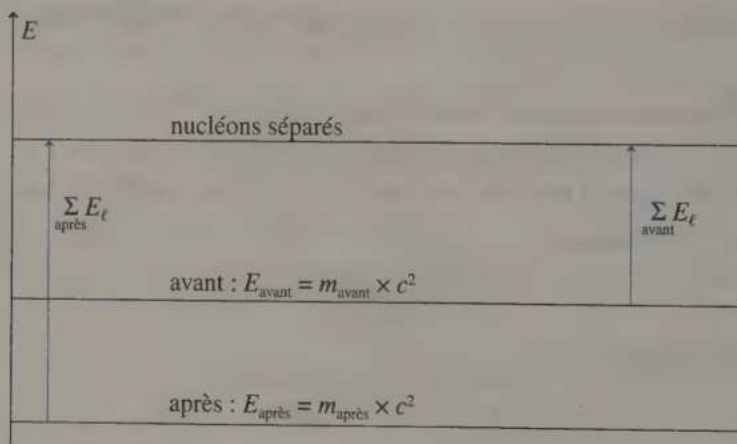 E
nucléons séparés
Σ E_ℓ
après
Σ E_ℓ
avant
avant : E_avant = m_avant × c²
après : E_après = m_après × c²